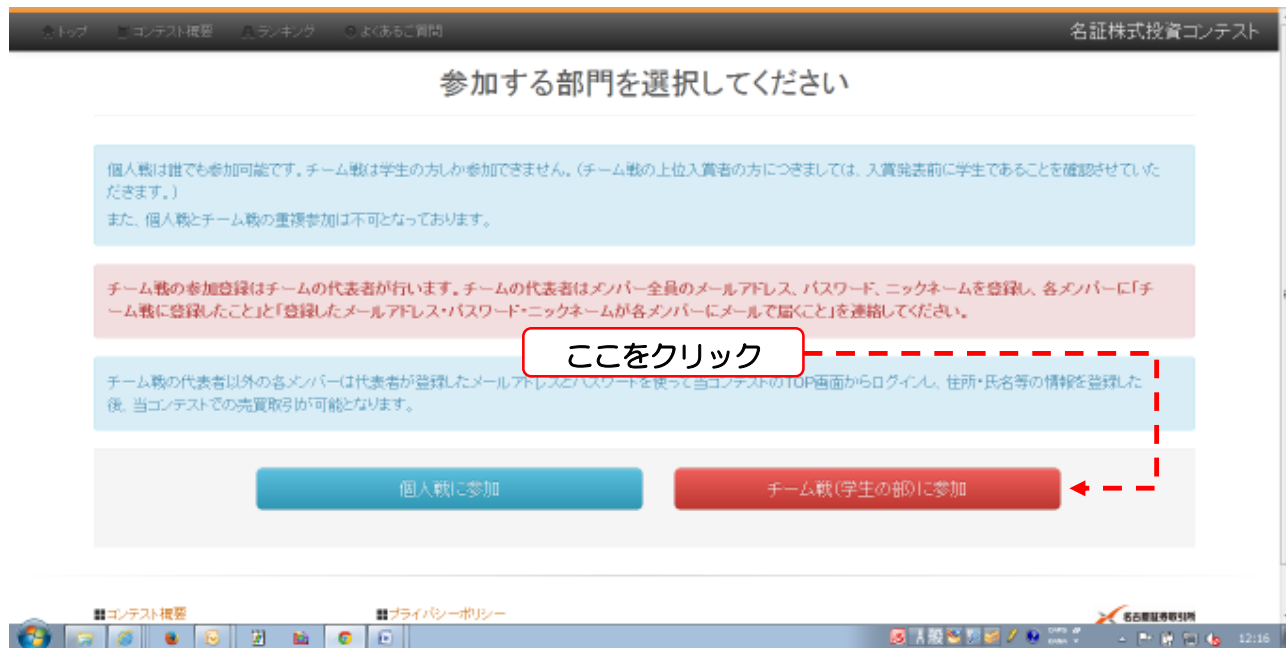 トップ コンテスト概要 ランキング よくあるご質問 名証株式投資コンテスト
参加する部門を選択してください
個人戦は誰でも参加可能です。チーム戦は学生の方しか参加できません。(チーム戦の上位入賞者の方につきましては、入賞発表前に学生であることを確認させていた
だきます。)
また、個人戦とチーム戦の重複参加は不可となっております。
チーム戦の参加登録はチームの代表者が行います。チームの代表者はメンバー全員のメールアドレス、パスワード、ニックネームを登録し、各メンバーに「チ
ーム戦に登録したこと」と「登録したメールアドレス・パスワード・ニックネームが各メンバーにメールで届くこと」を連絡してください。
ここをクリック
チーム戦の代表者以外の各メンバーは代表者が登録したメールアドレスとパスワードを使って当コンテストのTOP画面からログインし、住所・氏名等の情報を登録した
後、当コンテストでの売買取引が可能となります。
個人戦に参加 チーム戦(学生の部)に参加
コンテスト概要 プライバシーポリシー
名古屋証券取引所
般 12:16